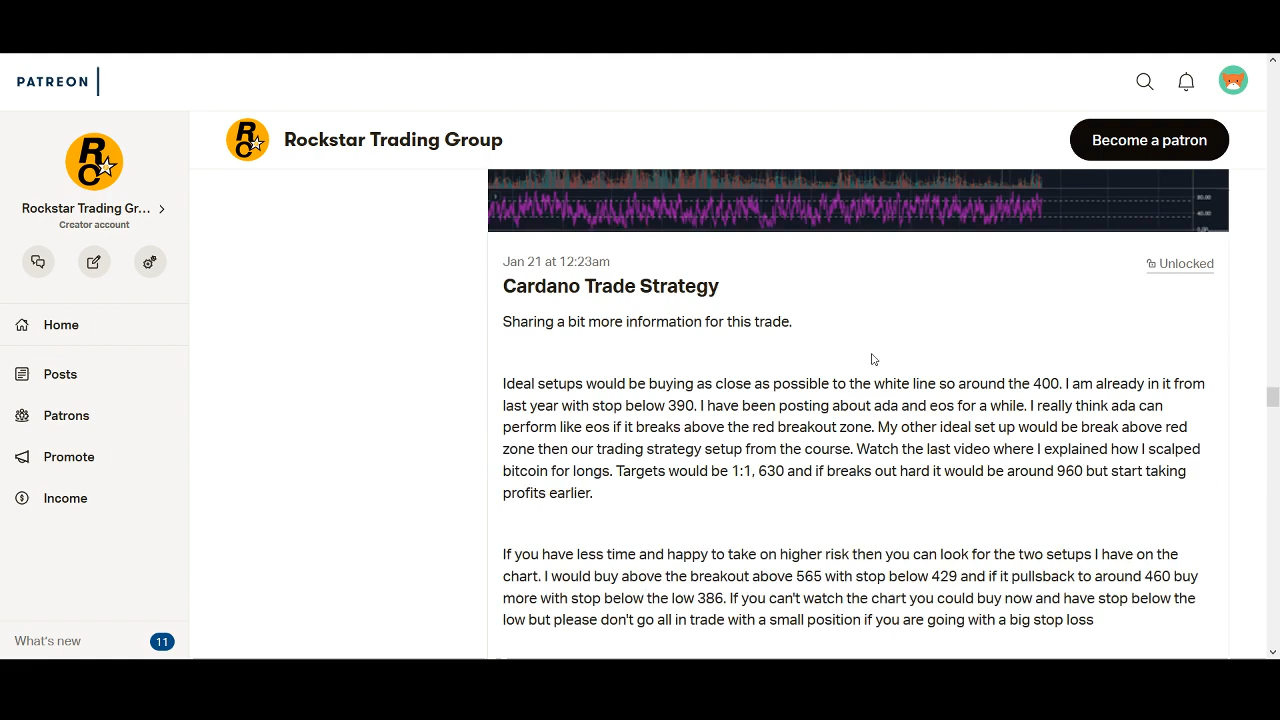 PATREON
Rockstar Trading Group
Become a patron
Rockstar Trading Gr...
Creator account
Home
Posts
Patrons
Promote
Income
What's new
11
80.00
40.00
Jan 21 at 12:23am
Unlocked
Cardano Trade Strategy
Sharing a bit more information for this trade.
Ideal setups would be buying as close as possible to the white line so around the 400. I am already in it from
last year with stop below 390. I have been posting about ada and eos for a while. I really think ada can
perform like eos if it breaks above the red breakout zone. My other ideal set up would be break above red
zone then our trading strategy setup from the course. Watch the last video where I explained how I scalped
bitcoin for longs. Targets would be 1:1, 630 and if breaks out hard it would be around 960 but start taking
profits earlier.
If you have less time and happy to take on higher risk then you can look for the two setups I have on the
chart. I would buy above the breakout above 565 with stop below 429 and if it pullsback to around 460 buy
more with stop below the low 386. If you can't watch the chart you could buy now and have stop below the
low but please don't go all in trade with a small position if you are going with a big stop loss